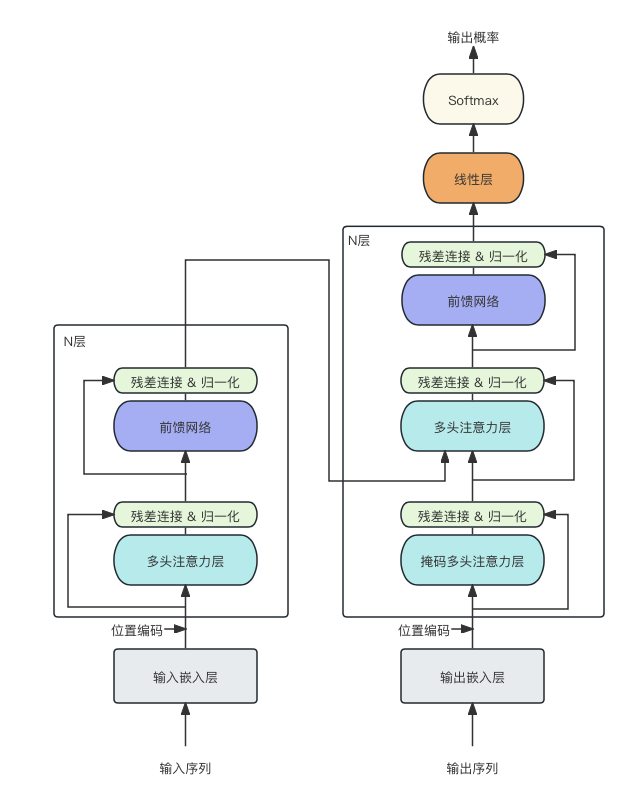 输出概率
Softmax
线性层
N层
残差连接 & 归一化
前馈网络
残差连接 & 归一化
多头注意力层
残差连接 & 归一化
掩码多头注意力层
位置编码
输出嵌入层
输出序列
N层
残差连接 & 归一化
前馈网络
残差连接 & 归一化
多头注意力层
位置编码
输入嵌入层
输入序列